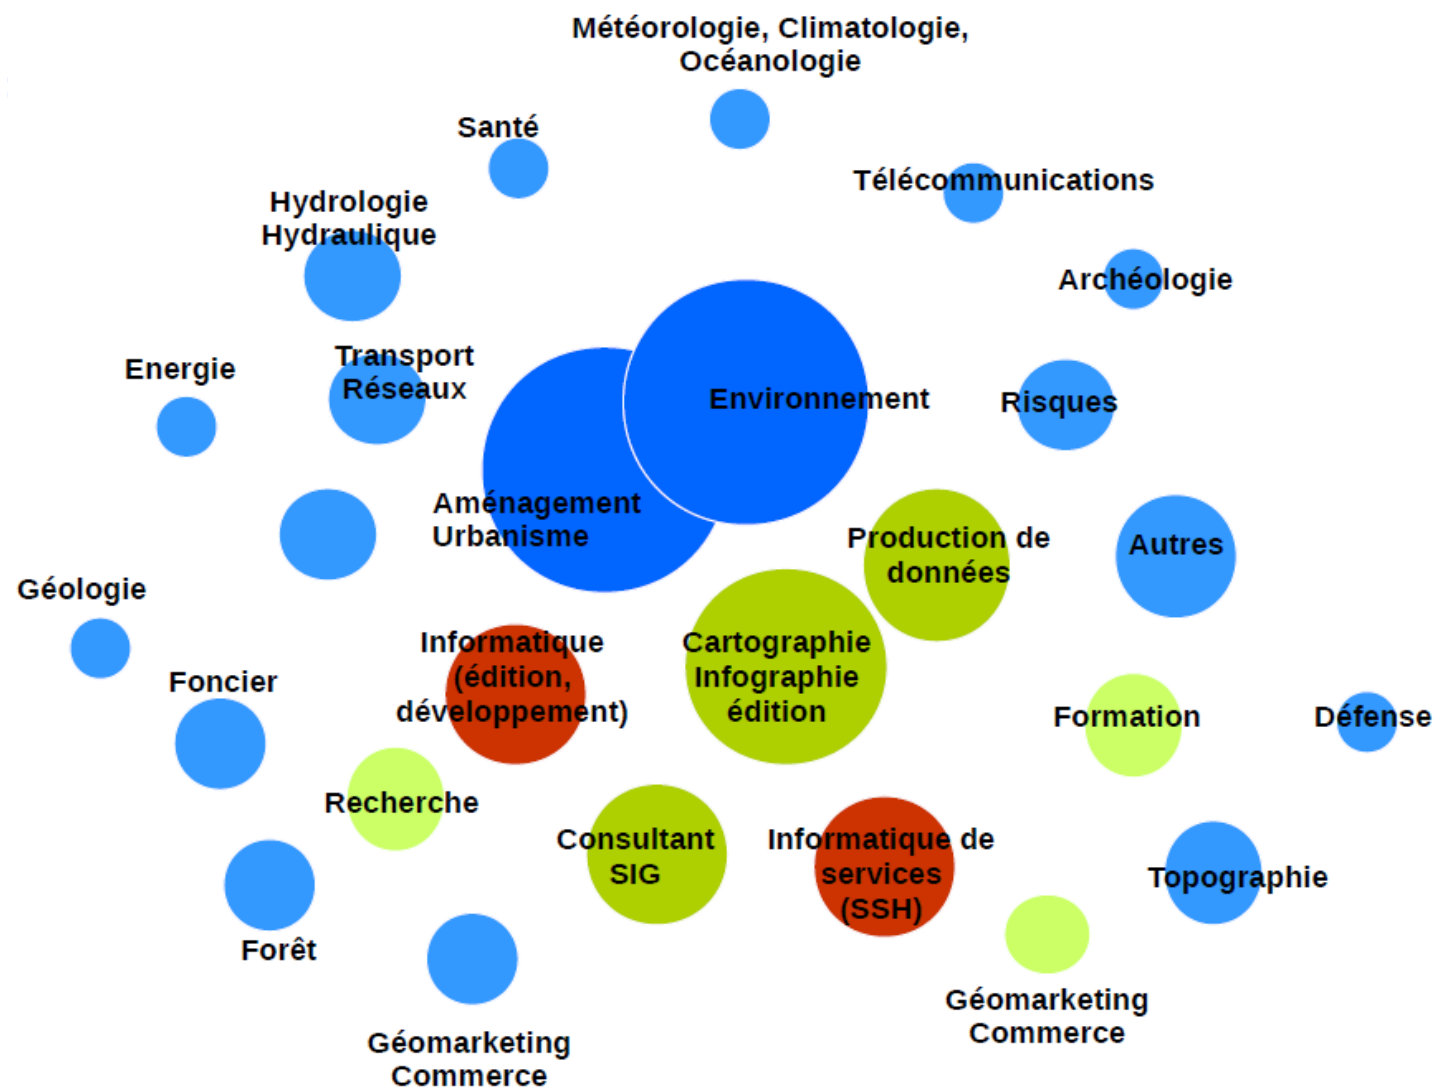 Météorologie, Climatologie,
Océanologie
Santé
Télécommunications
Hydrologie
Hydraulique
Archéologie
Transport
Réseaux
Energie
Environnement
Risques
Aménagement
Urbanisme
Production de
données
Autres
Géologie
Informatique
(édition,
développement)
Cartographie
Infographie
édition
Foncier
Formation
Défense
Recherche
Consultant
SIG
Informatique de
services
(SSH)
Topographie
Forêt
Géomarketing
Commerce
Géomarketing
Commerce